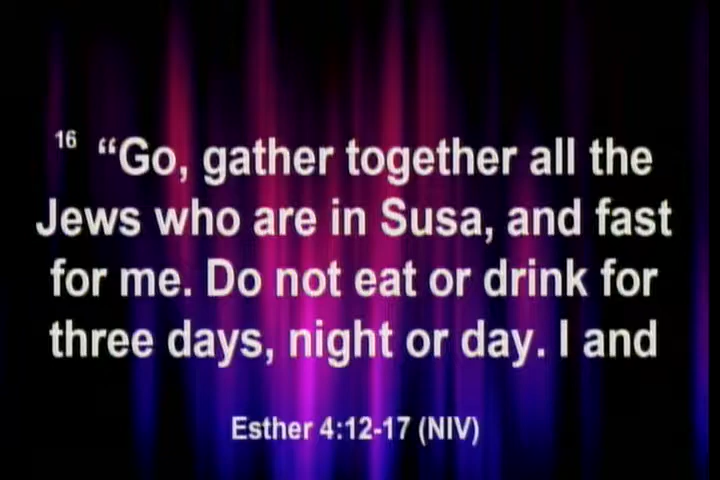 16 “Go, gather together all the
Jews who are in Susa, and fast
for me. Do not eat or drink for
three days, night or day. I and
Esther 4:12-17 (NIV)